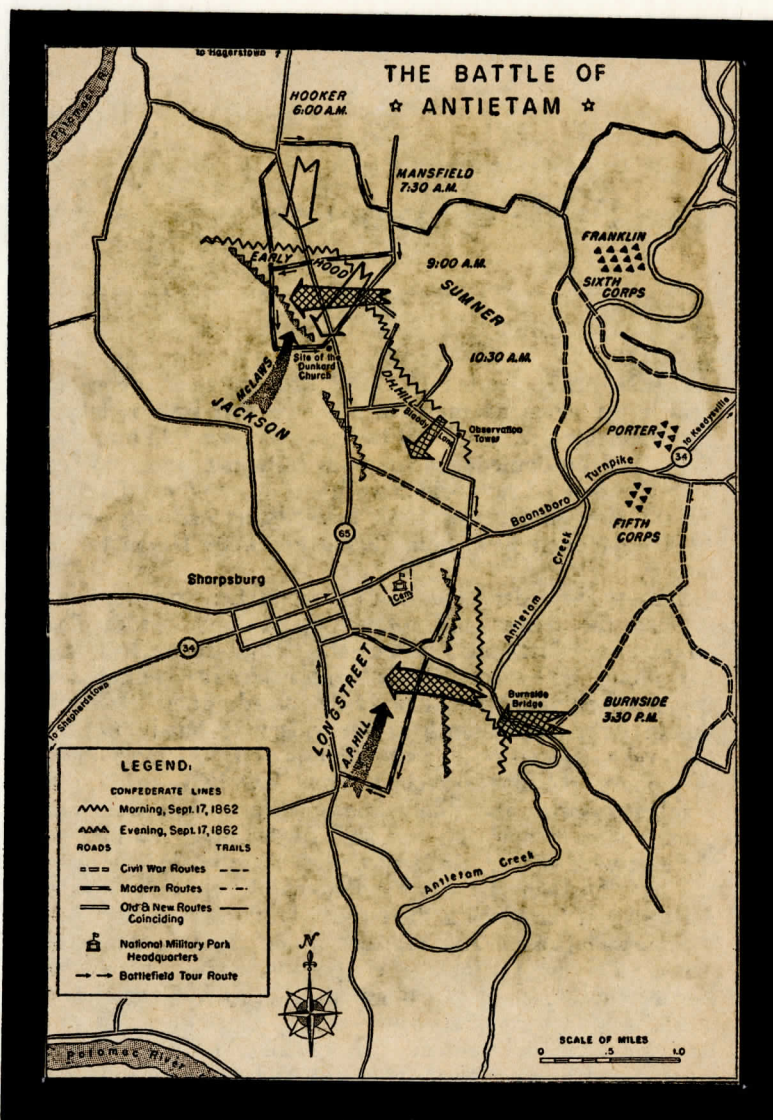 to Hagerstown
THE BATTLE OF
ANTIETAM
Potomac R.
HOOKER
6:00 A.M.
MANSFIELD
7:30 A.M.
FRANKLIN
SIXTH
CORPS
EARLY
HOOD
9:00 A.M.
SUMNER
10:30 A.M.
Site of the
Dunkard
Church
McLAWS
JACKSON
D.H. HILL
Bloody
Lane
Observation
Tower
PORTER
to Keedysville
34
Boonsboro Turnpike
FIFTH
CORPS
65
Sharpsburg
Cem.
Antietam Creek
34
to Shepherdstown
LONGSTREET
A.P. HILL
Burnside
Bridge
BURNSIDE
3:30 P.M.
LEGEND:
CONFEDERATE LINES
Morning, Sept. 17, 1862
Evening, Sept. 17, 1862
ROADS TRAILS
Civil War Routes
Modern Routes
Old & New Routes
Coinciding
National Military Park
Headquarters
Battlefield Tour Route
Antietam Creek
N
Potomac River
SCALE OF MILES
0 .5 1.0